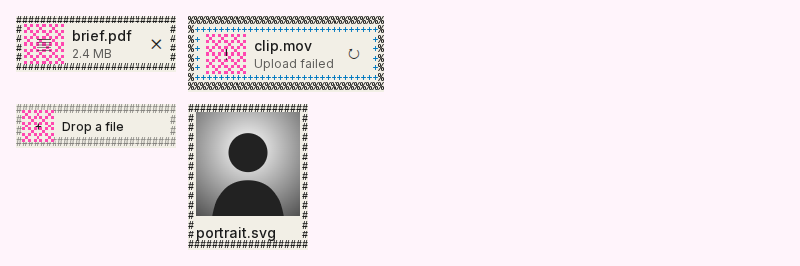 brief.pdf
2.4 MB
clip.mov
Upload failed
Drop a file
portrait.svg